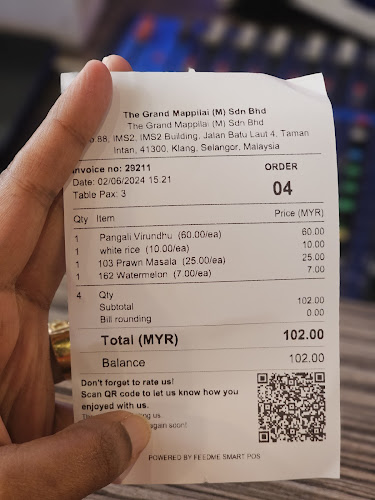 The Grand Mappilai (M) Sdn Bhd
The Grand Mappilai (M) Sdn Bhd
88, IMS2, IMS2 Building, Jalan Batu Laut 4, Taman
Intan, 41300, Klang, Selangor, Malaysia
Invoice no: 29211
Date: 02/06/2024 15 21
Table Pax: 3
ORDER
04
Qty Item Price (MYR)
1 Pangali Virundhu (60.00/ea) 60.00
1 white rice (10.00/ea) 10.00
1 103 Prawn Masala (25.00/ea) 25.00
1 162 Watermelon (7.00/ea) 7.00
4 Qty
Subtotal 102.00
Bill rounding 0.00
Total (MYR) 102.00
Balance 102.00
Don't forget to rate us!
Scan QR code to let us know how you
enjoyed with us.
us
again soon!
POWERED BY FEEDME SMART POS